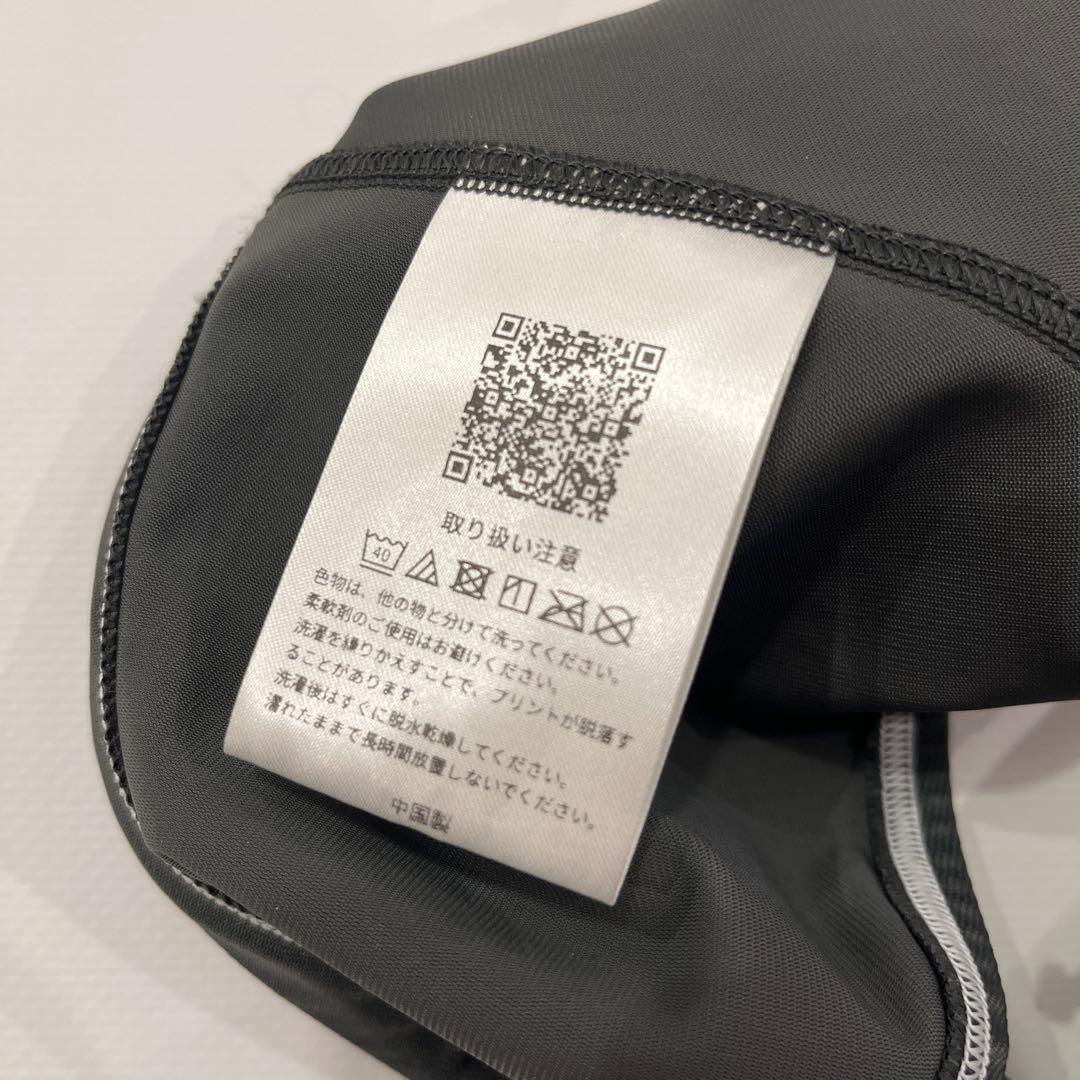 取り扱い注意
40
色物は、他の物と分けて洗ってください。
柔軟剤のご使用はお避けください。
洗濯を繰りかえすことで、プリントが脱落す
ることがあります。
洗濯後はすぐに脱水乾燥してください。
濡れたままで長時間放置しないでください。
中国製